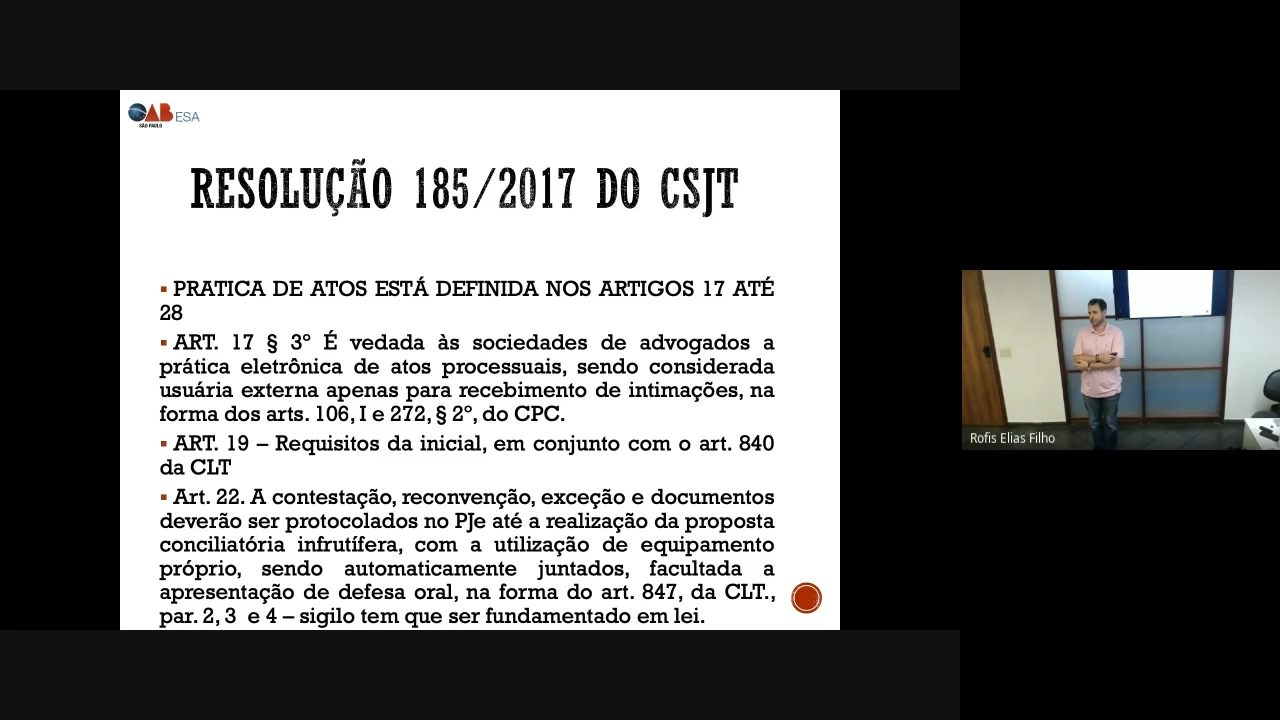 OAB ESA
SÃO PAULO
RESOLUÇÃO 185/2017 DO CSJT
▪ PRATICA DE ATOS ESTÁ DEFINIDA NOS ARTIGOS 17 ATÉ
28
▪ ART. 17 § 3º É vedada às sociedades de advogados a
prática eletrônica de atos processuais, sendo considerada
usuária externa apenas para recebimento de intimações, na
forma dos arts. 106, I e 272, § 2º, do CPC.
▪ ART. 19 – Requisitos da inicial, em conjunto com o art. 840
da CLT
▪ Art. 22. A contestação, reconvenção, exceção e documentos
deverão ser protocolados no PJe até a realização da proposta
conciliatória infrutífera, com a utilização de equipamento
próprio, sendo automaticamente juntados, facultada a
apresentação de defesa oral, na forma do art. 847, da CLT.,
par. 2, 3 e 4 – sigilo tem que ser fundamentado em lei.
Rofis Elias Filho